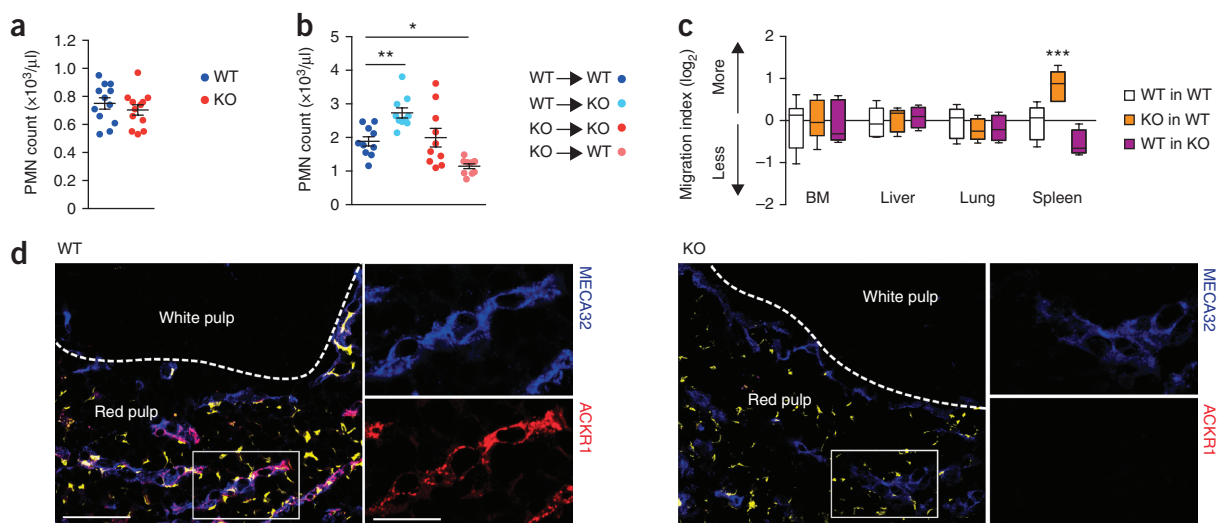 a
PMN count (×10³/μl)
1.2
1.0
0.8
0.6
0.4
0.2
0
WT
KO
b
PMN count (×10³/μl)
5
4
3
2
1
0
*
**
WT → WT
WT → KO
KO → KO
KO → WT
c
Migration index (log₂)
More
Less
2
1
0
–1
–2
***
BM
Liver
Lung
Spleen
WT in WT
KO in WT
WT in KO
d
WT
White pulp
Red pulp
MECA32
ACKR1
KO
White pulp
Red pulp
MECA32
ACKR1